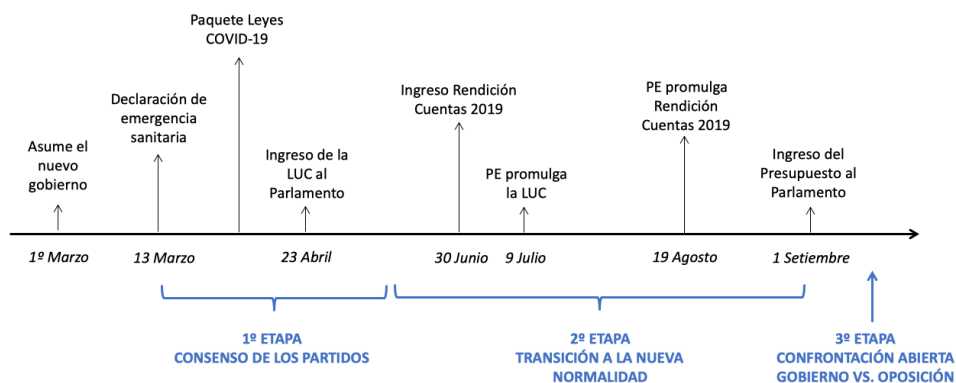 Paquete Leyes
COVID-19
Declaración de
emergencia
sanitaria
Asume el
nuevo
gobierno
Ingreso de la
LUC al
Parlamento
Ingreso Rendición
Cuentas 2019
PE promulga
la LUC
PE promulga
Rendición
Cuentas 2019
Ingreso del
Presupuesto al
Parlamento
1º Marzo
13 Marzo
23 Abril
30 Junio
9 Julio
19 Agosto
1 Setiembre
1º ETAPA
CONSENSO DE LOS PARTIDOS
2º ETAPA
TRANSICIÓN A LA NUEVA
NORMALIDAD
3º ETAPA
CONFRONTACIÓN ABIERTA
GOBIERNO VS. OPOSICIÓN